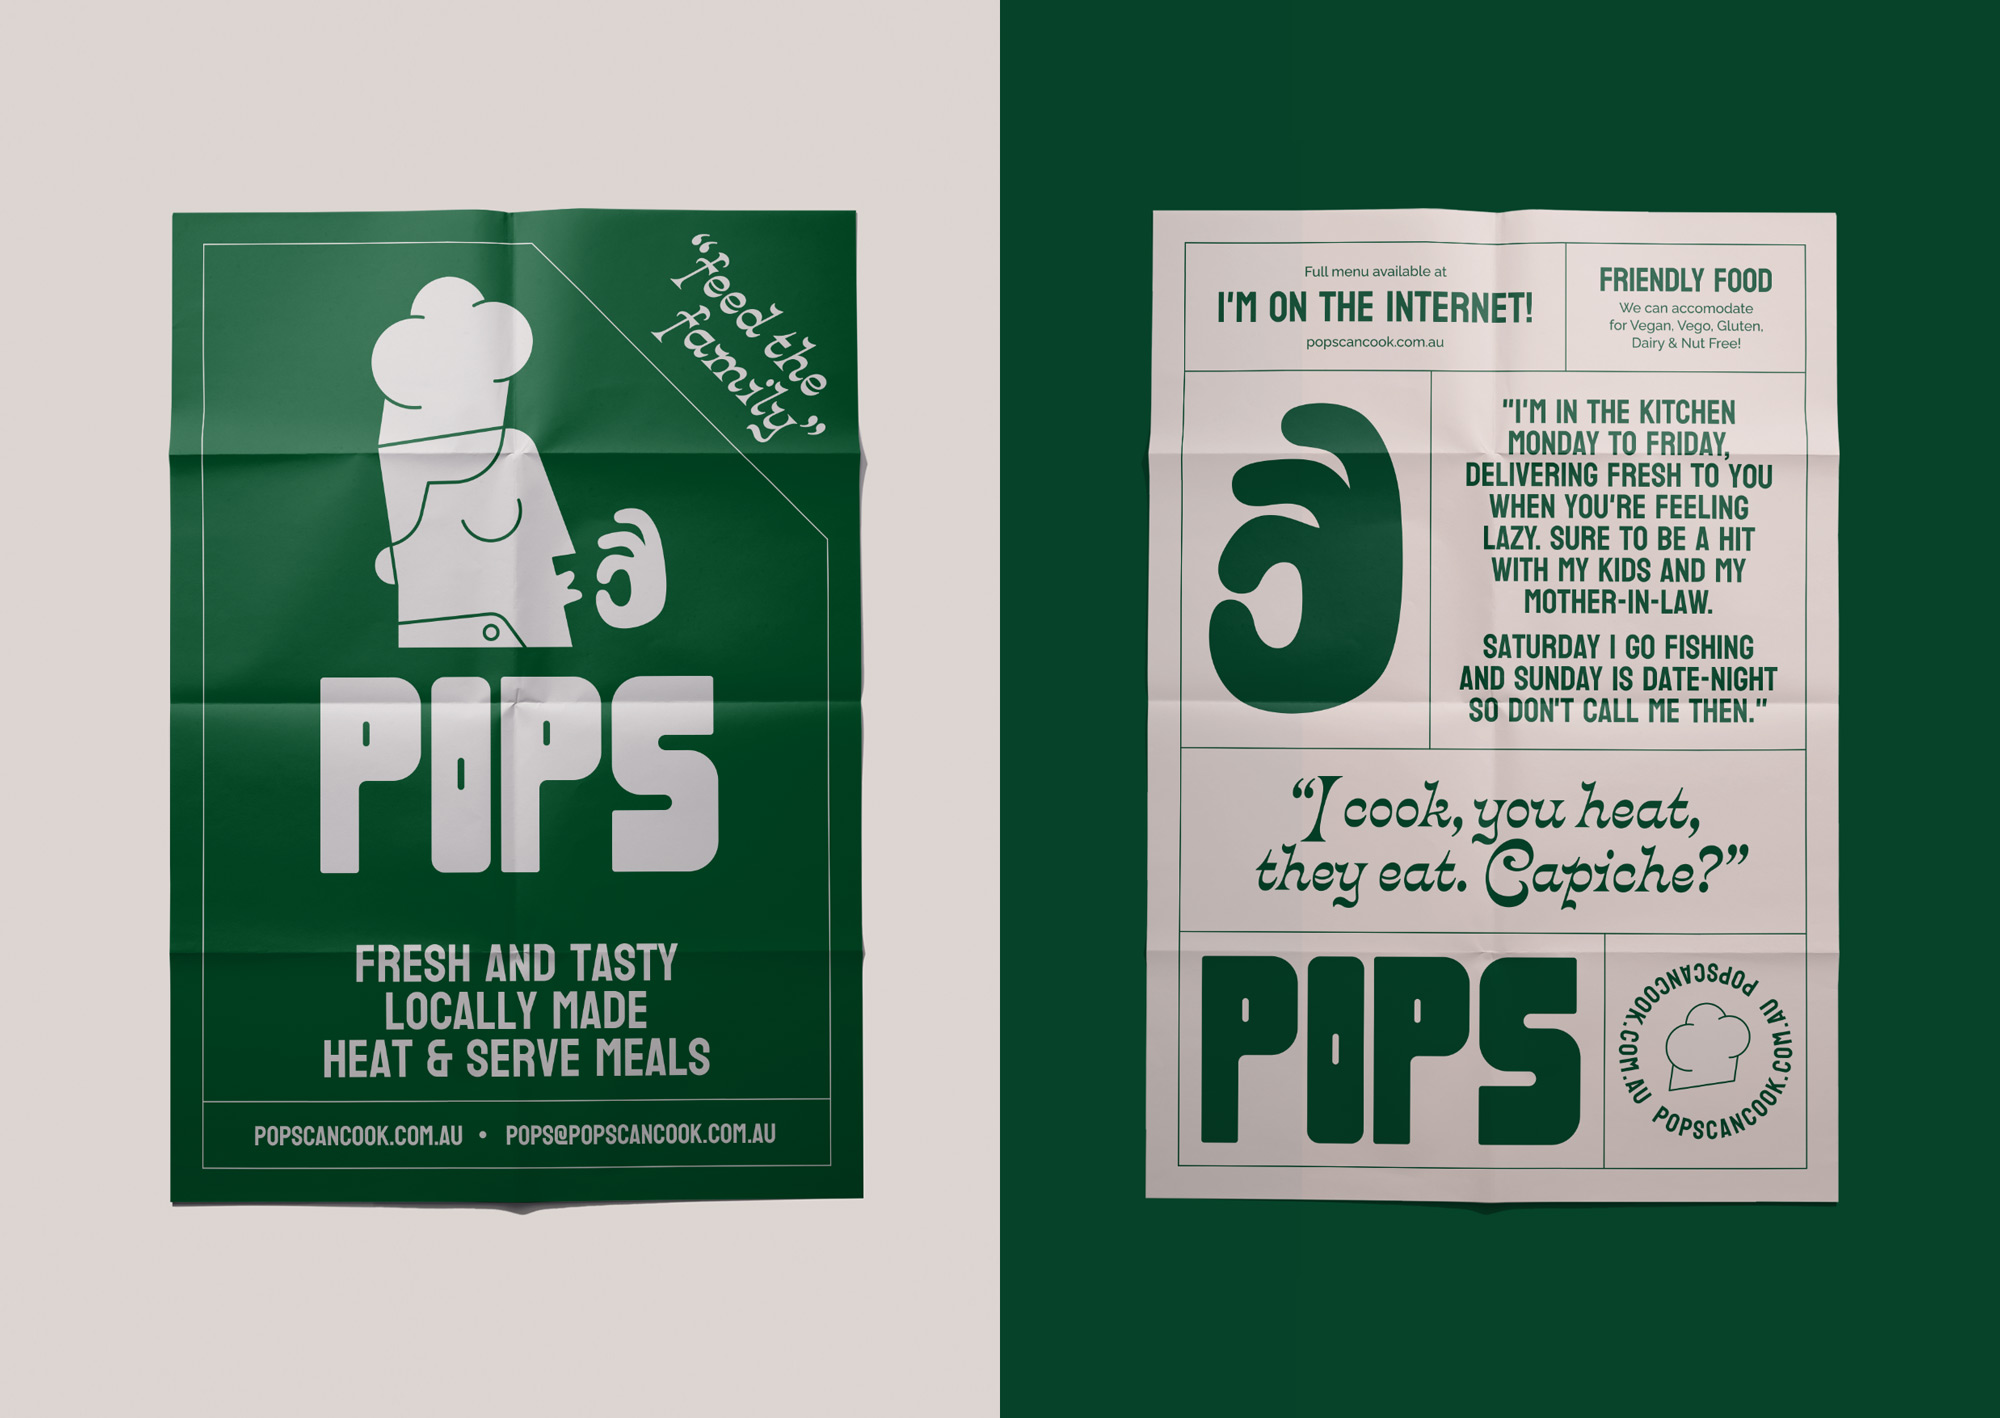 “feed the
family”
PIPS
FRESH AND TASTY
LOCALLY MADE
HEAT & SERVE MEALS
POPSCANCOOK.COM.AU • POPS@POPSCANCOOK.COM.AU
Full menu available at
I'M ON THE INTERNET!
popscancook.com.au
FRIENDLY FOOD
We can accomodate
for Vegan, Vego, Gluten,
Dairy & Nut Free!
"I'M IN THE KITCHEN
MONDAY TO FRIDAY,
DELIVERING FRESH TO YOU
WHEN YOU'RE FEELING
LAZY. SURE TO BE A HIT
WITH MY KIDS AND MY
MOTHER-IN-LAW.
SATURDAY I GO FISHING
AND SUNDAY IS DATE-NIGHT
SO DON'T CALL ME THEN."
“I cook, you heat,
they eat. Capiche?”
PIPS
POPSCANCOOK.COM.AU POPSCANCOOK.COM.AU